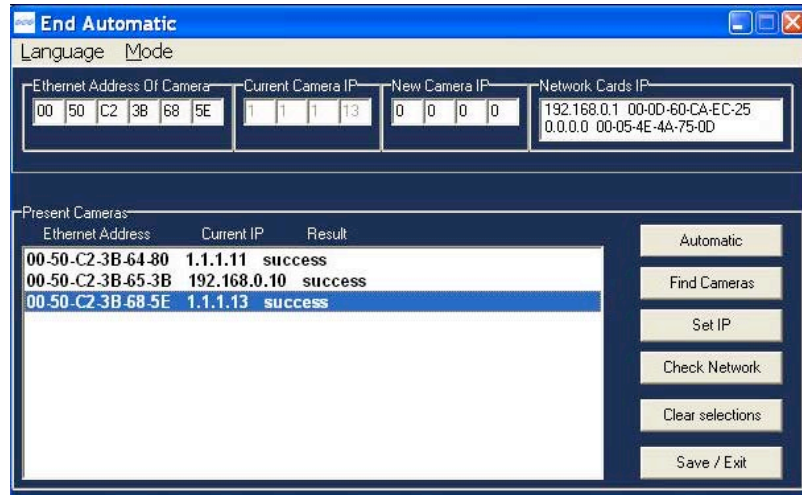 End Automatic
Language Mode
Ethernet Address Of Camera Current Camera IP New Camera IP Network Cards IP
00 50 C2 3B 68 5E 1 1 1 13 0 0 0 0 192.168.0.1 00-0D-60-CA-EC-25
0.0.0.0 00-05-4E-4A-75-0D
Present Cameras
Ethernet Address Current IP Result
00-50-C2-3B-64-80 1.1.1.11 success
00-50-C2-3B-65-3B 192.168.0.10 success
00-50-C2-3B-68-5E 1.1.1.13 success
Automatic
Find Cameras
Set IP
Check Network
Clear selections
Save / Exit